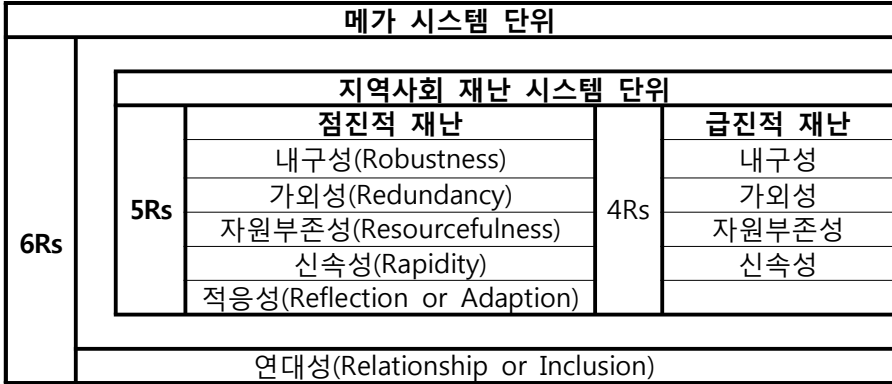 메가 시스템 단위
지역사회 재난 시스템 단위
점진적 재난 급진적 재난
내구성(Robustness) 내구성
가외성(Redundancy) 가외성
5Rs 4Rs
자원부존성(Resourcefulness) 자원부존성
6Rs
신속성(Rapidity) 신속성
적응성(Reflection or Adaption)
연대성(Relationship or Inclusion)